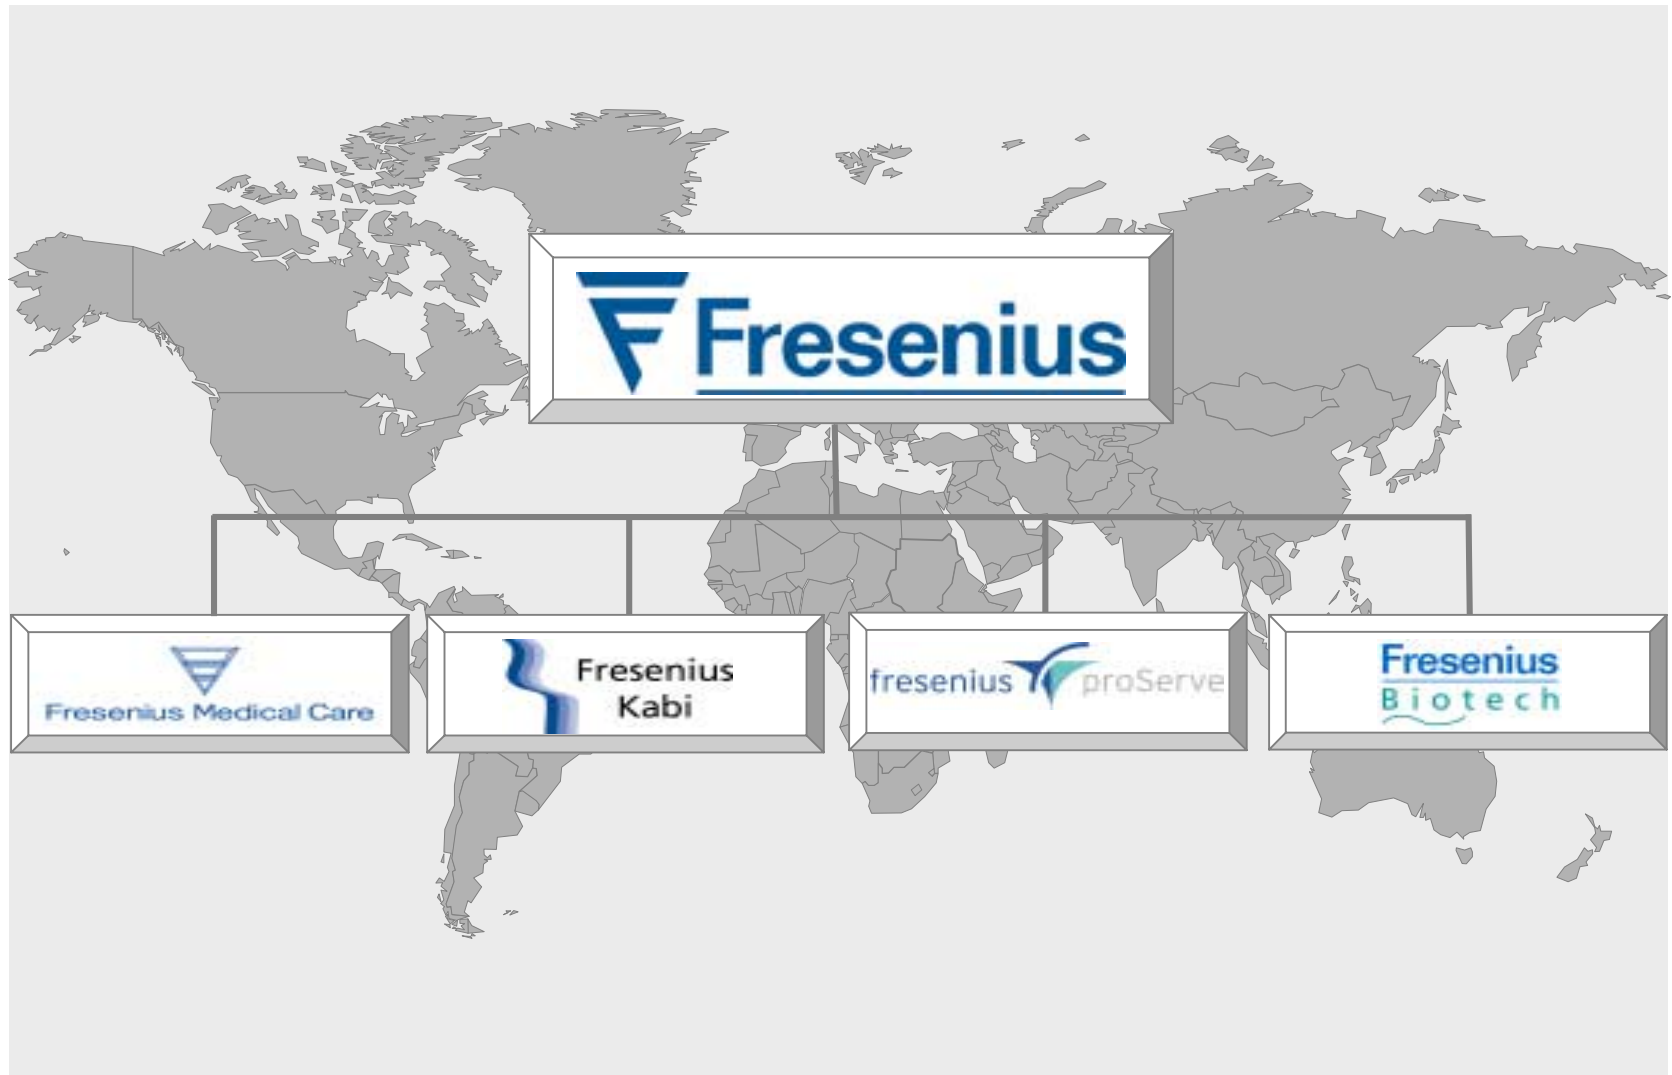 Fresenius
Fresenius Medical Care
Fresenius
Kabi
fresenius proServe
Fresenius
Biotech